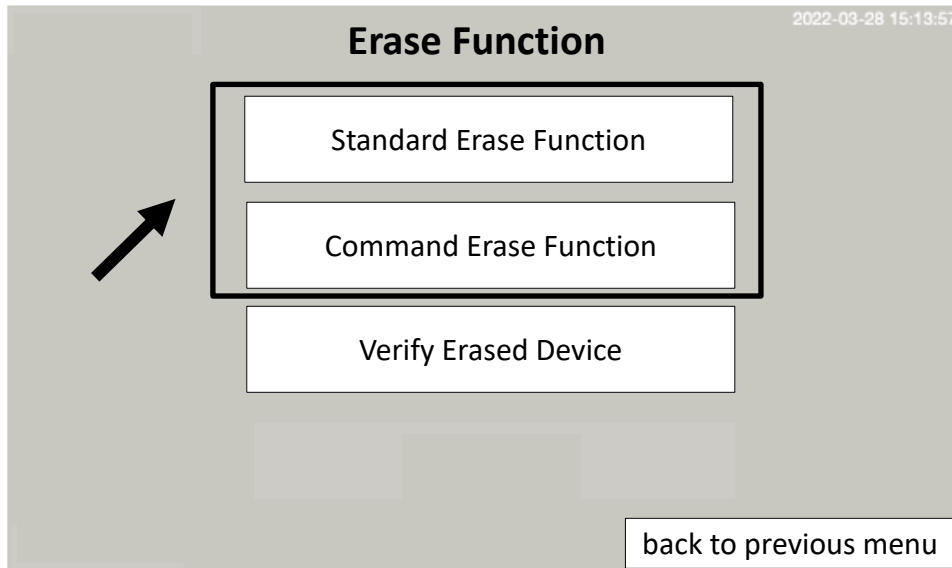 2022-03-28 15:13:57
Erase Function
Standard Erase Function
Command Erase Function
Verify Erased Device
back to previous menu